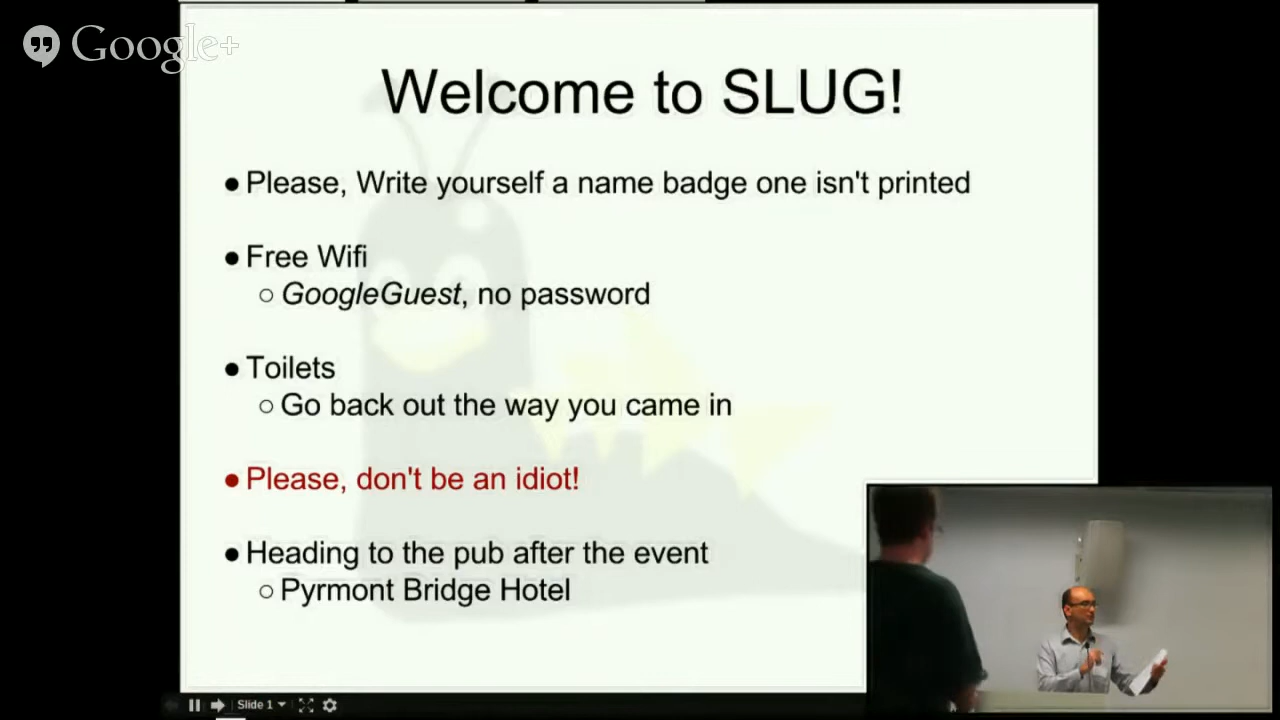 Google+
Welcome to SLUG!
● Please, Write yourself a name badge one isn't printed
● Free Wifi
○ GoogleGuest, no password
● Toilets
○ Go back out the way you came in
● Please, don't be an idiot!
● Heading to the pub after the event
○ Pyrmont Bridge Hotel
Slide 1